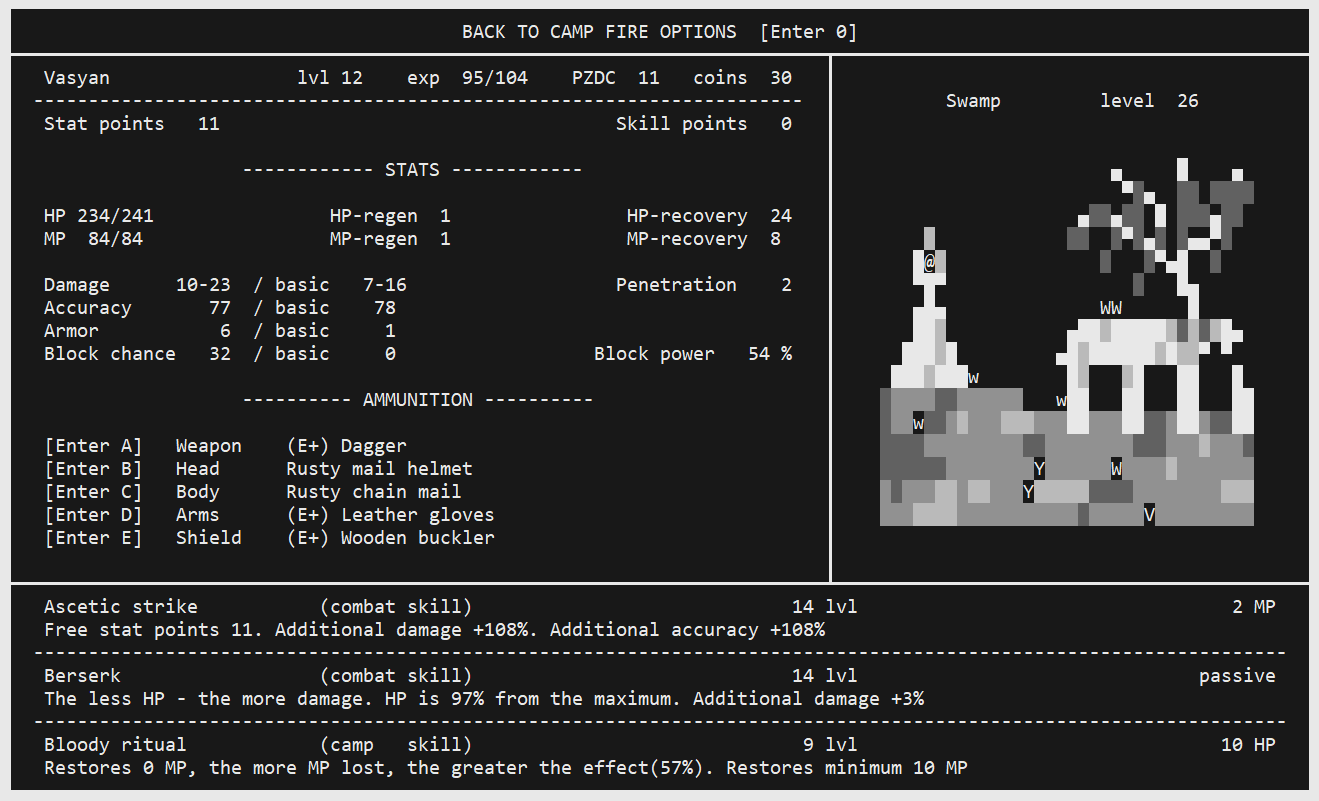 BACK TO CAMP FIRE OPTIONS [Enter 0]
Vasyan lvl 12 exp 95/104 PZDC 11 coins 30
--------------------------------------------------------------------
Stat points 11 Skill points 0
------------ STATS ------------
HP 234/241 HP-regen 1 HP-recovery 24
MP 84/84 MP-regen 1 MP-recovery 8
Damage 10-23 / basic 7-16 Penetration 2
Accuracy 77 / basic 78
Armor 6 / basic 1
Block chance 32 / basic 0 Block power 54 %
---------- AMMUNITION ----------
[Enter A] Weapon (E+) Dagger
[Enter B] Head Rusty mail helmet
[Enter C] Body Rusty chain mail
[Enter D] Arms (E+) Leather gloves
[Enter E] Shield (E+) Wooden buckler
Swamp level 26
@
WW
w
w
w
Y W
Y
V
Ascetic strike (combat skill) 14 lvl 2 MP
Free stat points 11. Additional damage +108%. Additional accuracy +108%
------------------------------------------------------------------------------------------------------------------
Berserk (combat skill) 14 lvl passive
The less HP - the more damage. HP is 97% from the maximum. Additional damage +3%
------------------------------------------------------------------------------------------------------------------
Bloody ritual (camp skill) 9 lvl 10 HP
Restores 0 MP, the more MP lost, the greater the effect(57%). Restores minimum 10 MP